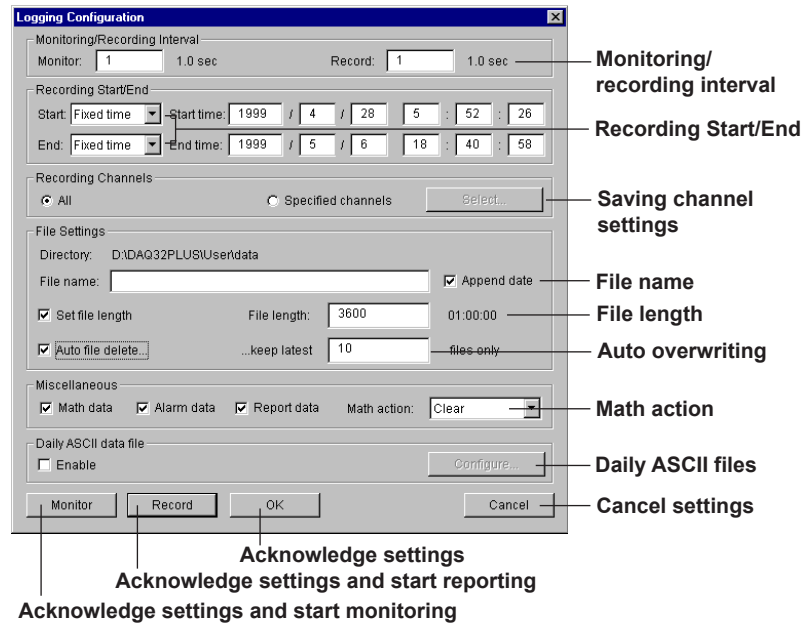 Logging Configuration
Monitoring/Recording Interval
Monitor: 1 1.0 sec Record: 1 1.0 sec
Monitoring/
recording interval
Recording Start/End
Start: Fixed time Start time: 1999 / 4 / 28 5 : 52 : 26
End: Fixed time End time: 1999 / 5 / 6 18 : 40 : 58
Recording Start/End
Recording Channels
All Specified channels Select...
Saving channel
settings
File Settings
Directory: D:\DAQ32PLUS\User\data
File name: Append date
File name
Set file length File length: 3600 01:00:00
File length
Auto file delete... ...keep latest 10 files only
Auto overwriting
Miscellaneous
Math data Alarm data Report data Math action: Clear
Math action
Daily ASCII data file
Enable Configure...
Daily ASCII files
Monitor Record OK Cancel
Cancel settings
Acknowledge settings
Acknowledge settings and start reporting
Acknowledge settings and start monitoring